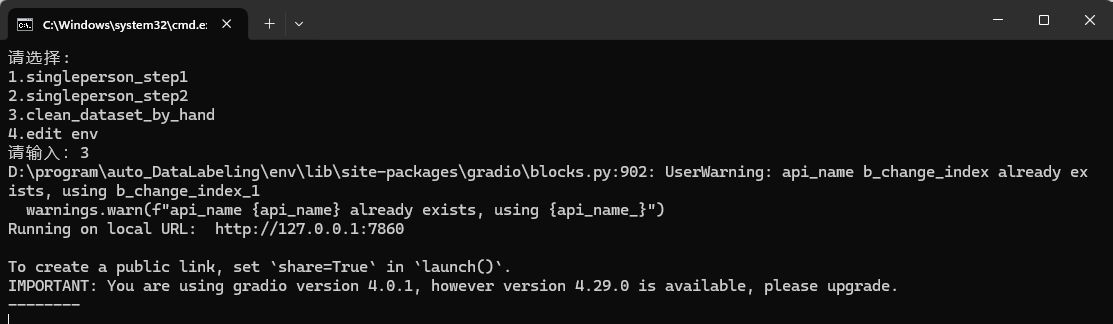 C:\Windows\system32\cmd.e
请选择:
1.singleperson_step1
2.singleperson_step2
3.clean_dataset_by_hand
4.edit env
请输入: 3
D:\program\auto_DataLabeling\env\lib\site-packages\gradio\blocks.py:902: UserWarning: api_name b_change_index already ex
ists, using b_change_index_1
  warnings.warn(f"api_name {api_name} already exists, using {api_name_}")
Running on local URL:  http://127.0.0.1:7860
To create a public link, set `share=True` in `launch()`.
IMPORTANT: You are using gradio version 4.0.1, however version 4.29.0 is available, please upgrade.
--------